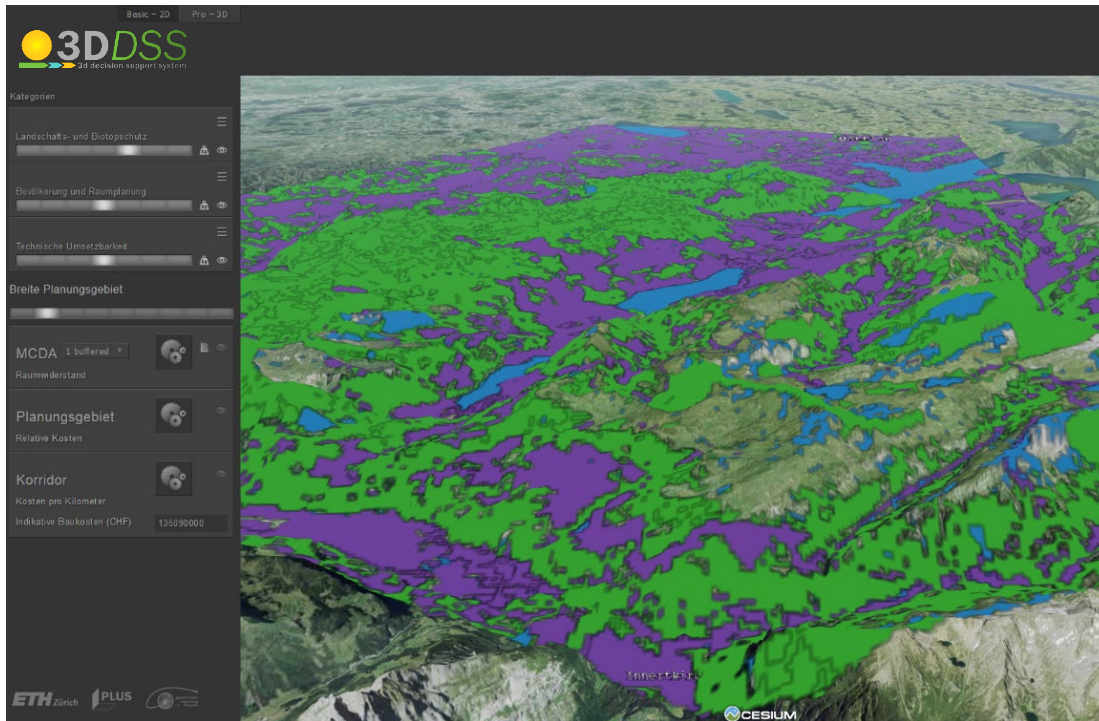 Basic – 2D
Pro – 3D
3DDSS
3d decision support system
Kategorien
Landschafts- und Biotopschutz
Bevölkerung und Raumplanung
Technische Umsetzbarkeit
Breite Planungsgebiet
MCDA 1 buffered
Raumwiderstand
Planungsgebiet
Relative Kosten
Korridor
Kosten pro Kilometer
Indikative Baukosten (CHF) 135090000
ETH Zürich
PLUS
CESIUM